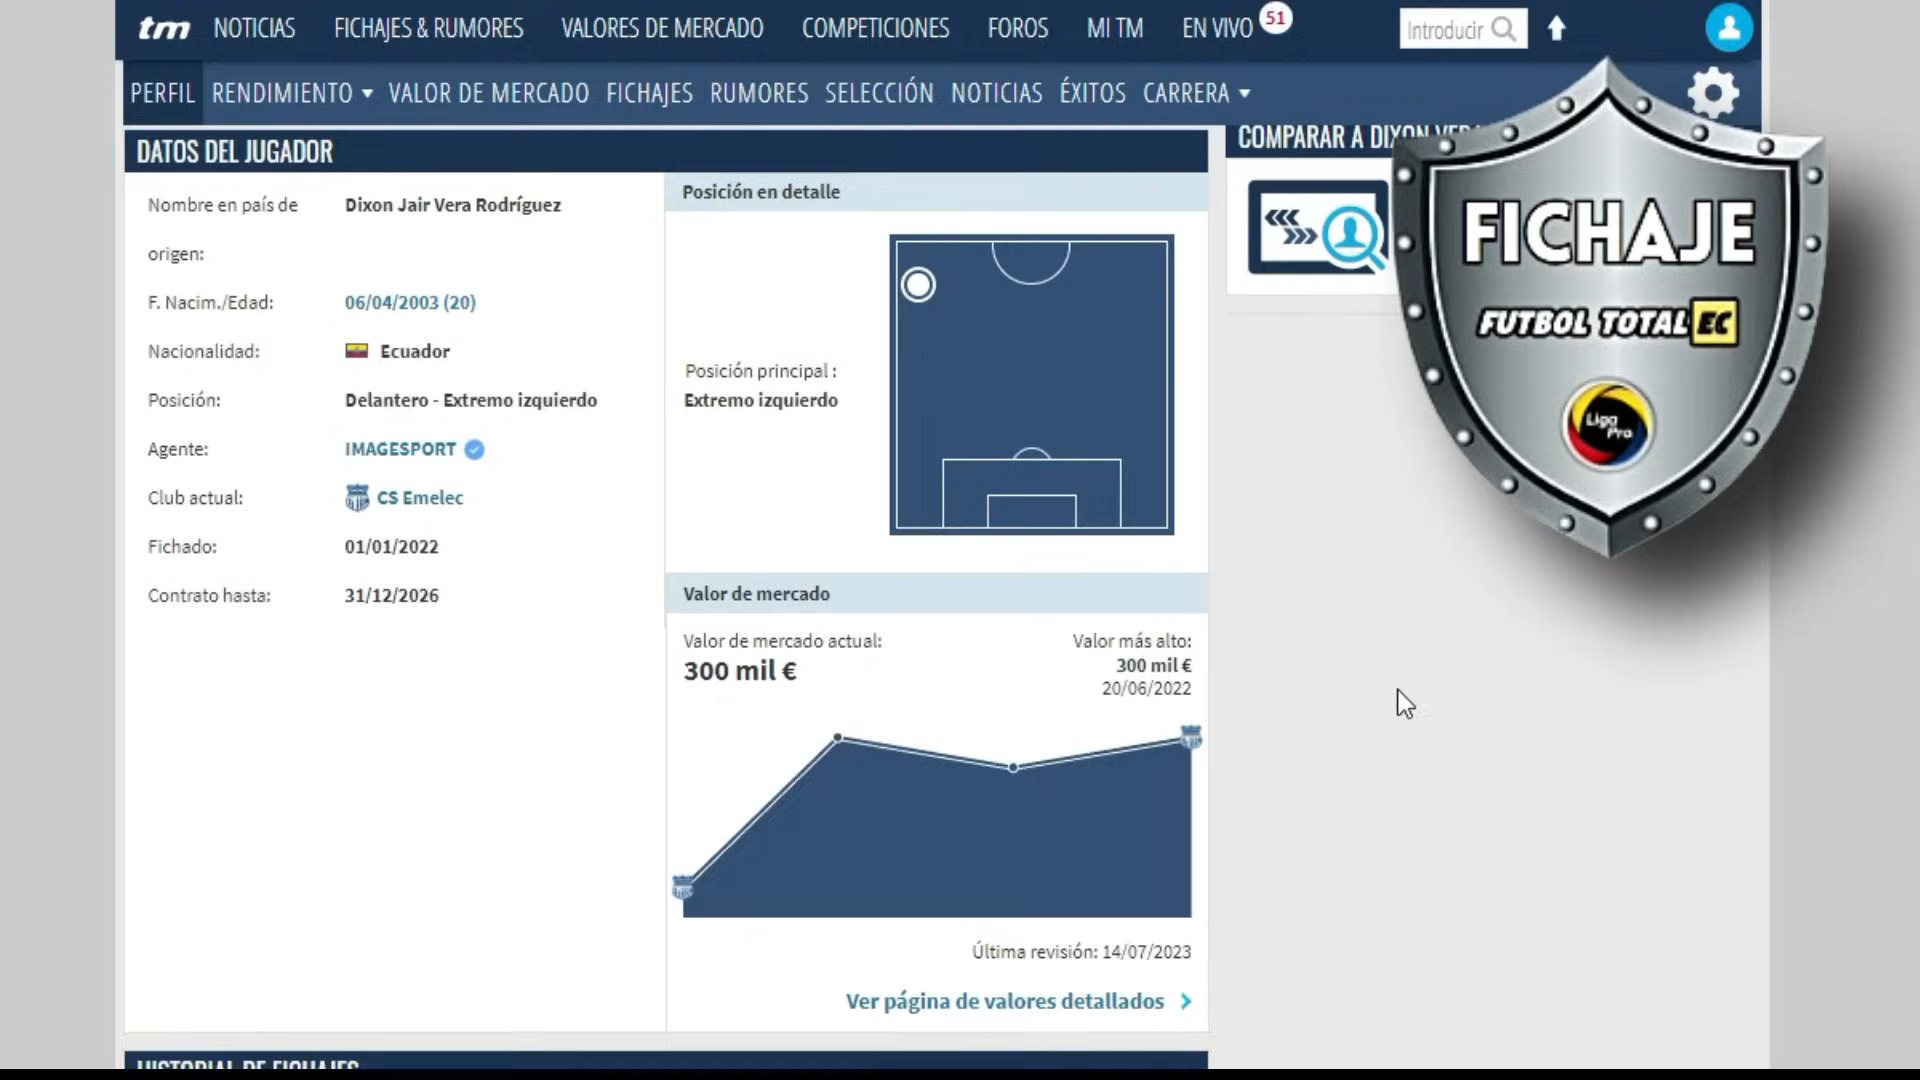 tm NOTICIAS FICHAJES & RUMORES VALORES DE MERCADO COMPETICIONES FOROS MI TM EN VIVO 51 Introducir
PERFIL RENDIMIENTO VALOR DE MERCADO FICHAJES RUMORES SELECCIÓN NOTICIAS ÉXITOS CARRERA
DATOS DEL JUGADOR
Nombre en país de origen: Dixon Jair Vera Rodríguez
F. Nacim./Edad: 06/04/2003 (20)
Nacionalidad: Ecuador
Posición: Delantero - Extremo izquierdo
Agente: IMAGESPORT
Club actual: CS Emelec
Fichado: 01/01/2022
Contrato hasta: 31/12/2026
Posición en detalle
Posición principal :
Extremo izquierdo
Valor de mercado
Valor de mercado actual:
300 mil €
Valor más alto:
300 mil €
20/06/2022
Última revisión: 14/07/2023
Ver página de valores detallados
COMPARAR A DIXON VERA
FICHAJE
FUTBOL TOTAL EC
Liga
Pro
HISTORIAL DE FICHAJES